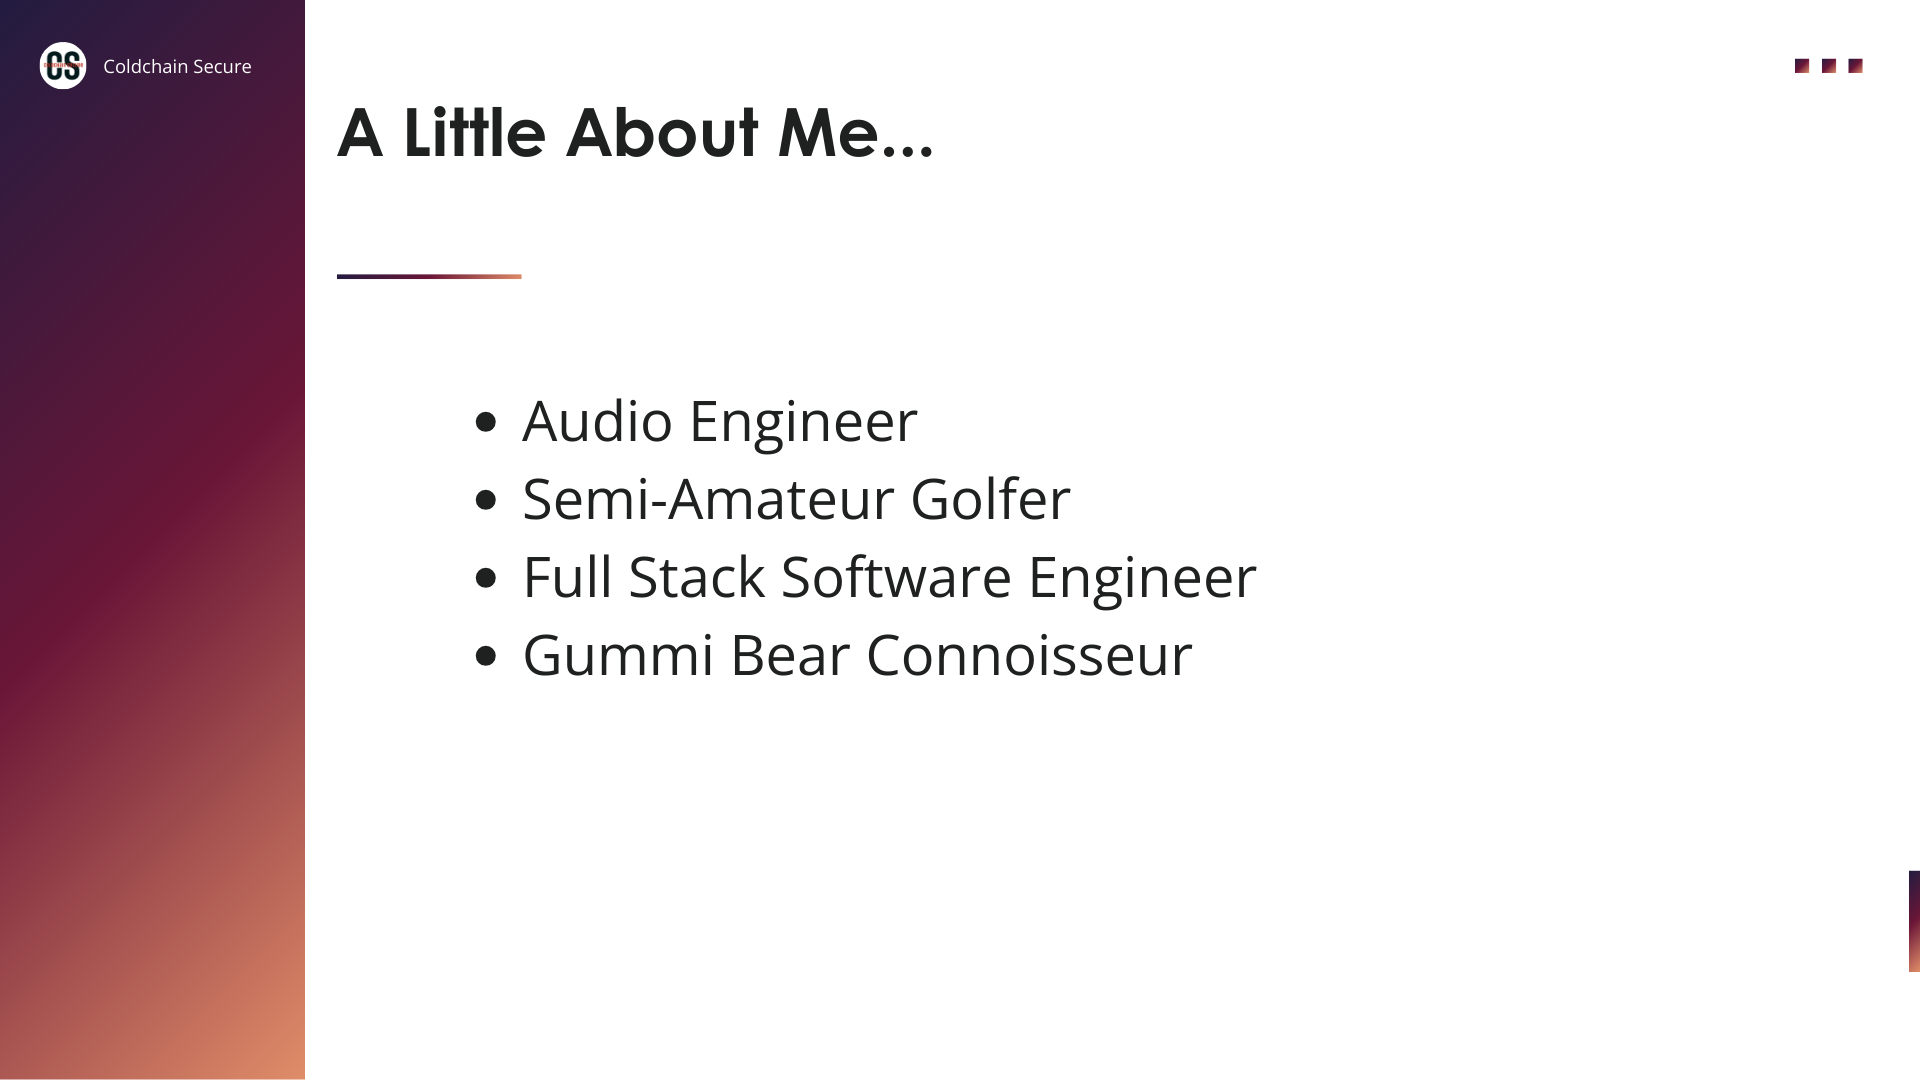 CS
Coldchain Secure
A Little About Me...
• Audio Engineer
• Semi-Amateur Golfer
• Full Stack Software Engineer
• Gummi Bear Connoisseur